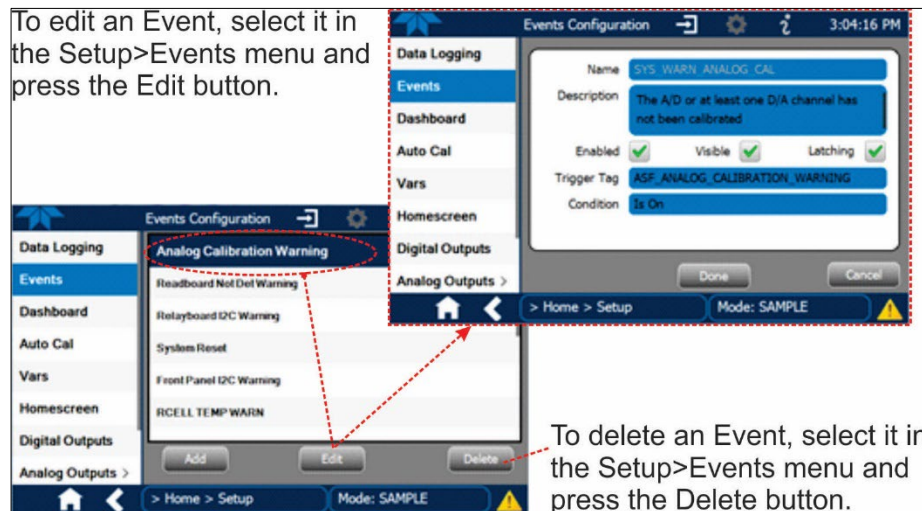 To edit an Event, select it in
the Setup>Events menu and
press the Edit button.
Events Configuration
3:04:16 PM
Data Logging
Events
Dashboard
Auto Cal
Vars
Homescreen
Digital Outputs
Analog Outputs >
Name SYS_WARN_ANALOG_CAL
Description The A/D or at least one D/A channel has
not been calibrated
Enabled Visible Latching
Trigger Tag ASF_ANALOG_CALIBRATION_WARNING
Condition Is On
Done Cancel
> Home > Setup Mode: SAMPLE
Events Configuration
Data Logging
Events
Dashboard
Auto Cal
Vars
Homescreen
Digital Outputs
Analog Outputs >
Analog Calibration Warning
Readboard Not Det Warning
Relayboard I2C Warning
System Reset
Front Panel I2C Warning
RCELL TEMP WARN
Add Edit Delete
> Home > Setup Mode: SAMPLE
To delete an Event, select it in
the Setup>Events menu and
press the Delete button.